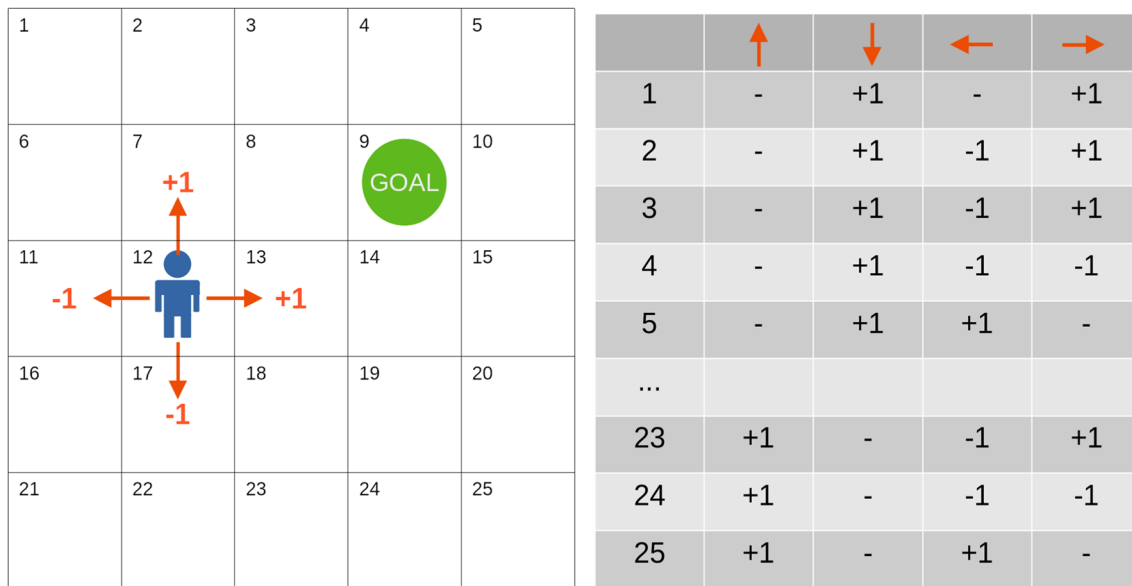 1 2 3 4 5
6 7 8 9 10
+1 GOAL
11 12 13 14 15
-1 +1
16 17 18 19 20
-1
21 22 23 24 25
↑ ↓ ← →
1 - +1 - +1
2 - +1 -1 +1
3 - +1 -1 +1
4 - +1 -1 -1
5 - +1 +1 -
...
23 +1 - -1 +1
24 +1 - -1 -1
25 +1 - +1 -